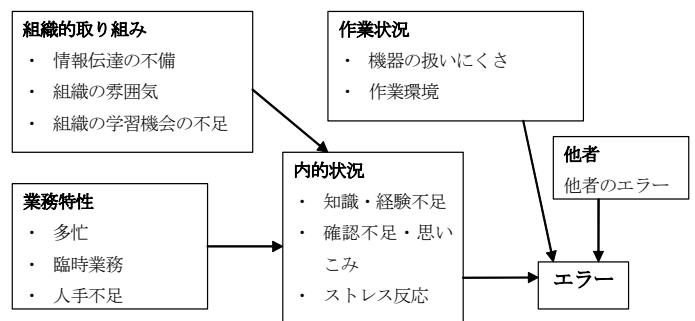 組織的取り組み
・ 情報伝達の不備
・ 組織の雰囲気
・ 組織の学習機会の不足
作業状況
・ 機器の扱いにくさ
・ 作業環境
他者
他者のエラー
内的状況
・ 知識・経験不足
・ 確認不足・思い
こみ
・ ストレス反応
業務特性
・ 多忙
・ 臨時業務
・ 人手不足
エラー